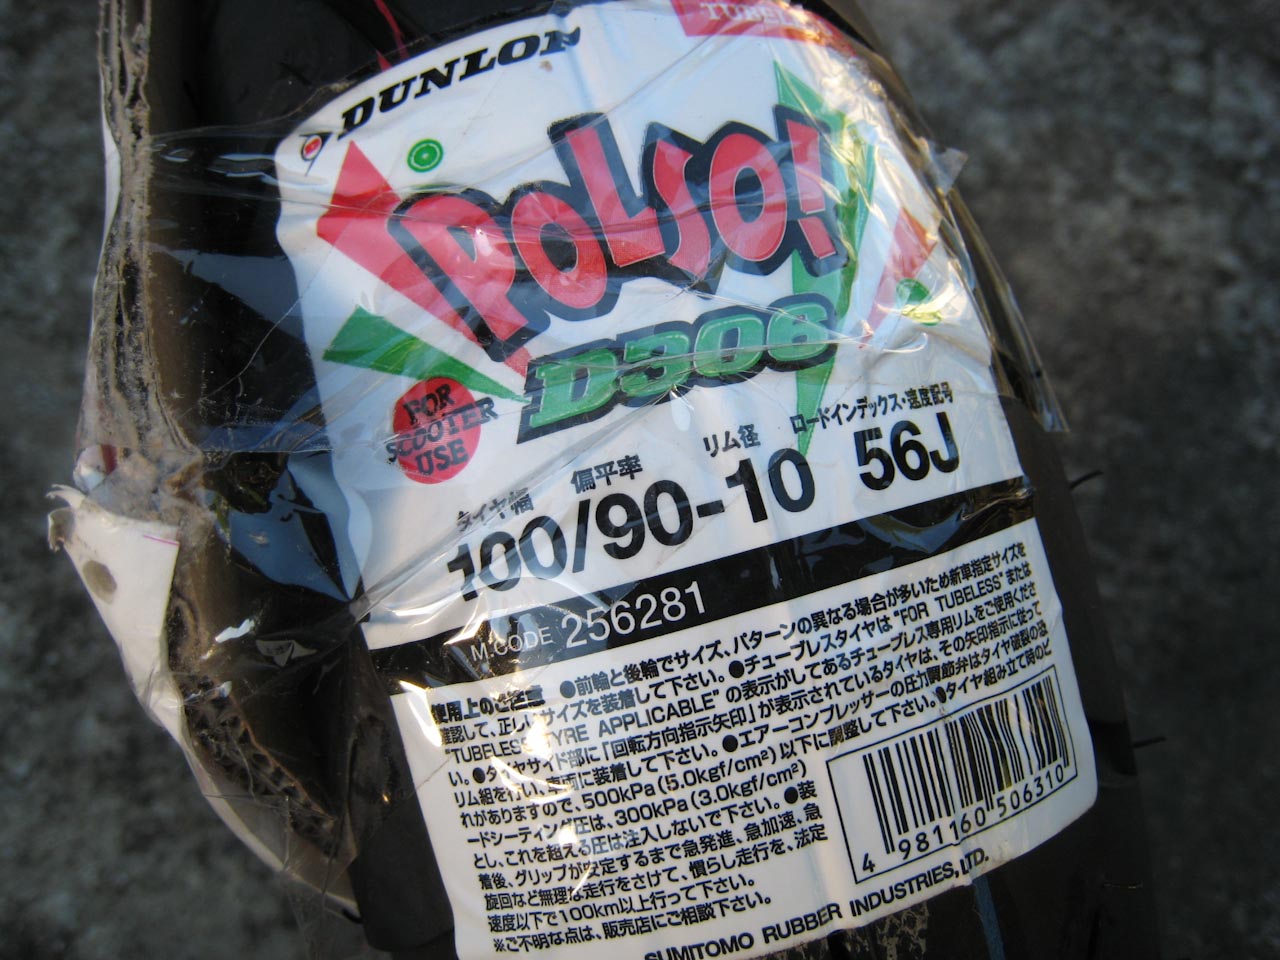 TUBELESS
DUNLOP
POLSO!
D306
FOR
SCOOTER
USE
タイヤ幅 偏平率 リム径 ロードインデックス・速度記号
100/90-10 56J
M.CODE 256281
使用上のご注意 ●前輪と後輪でサイズ、パターンの異なる場合が多いため新車指定サイズを
確認して、正しいサイズを装着して下さい。●チューブレスタイヤは"FOR TUBELESS"または
"TUBELESS TYRE APPLICABLE"の表示がしてあるチューブレス専用リムをご使用くださ
い。●タイヤサイド部に「回転方向指示矢印」が表示されているタイヤは、その矢印指示に従って
リム組を行い、車両に装着して下さい。●エアーコンプレッサーの圧力調節弁はタイヤ破裂の恐
れがありますので、500kPa(5.0kgf/cm²)以下に調整して下さい。●タイヤ組み立て時のビ
ードシーティング圧は、300kPa(3.0kgf/cm²)
とし、これを超える圧は注入しないで下さい。●装
着後、グリップが安定するまで急発進、急加速、急
旋回など無理な走行をさけて、慣らし走行を、法定
速度以下で100km以上行って下さい。
※ご不明な点は、販売店にご相談下さい。
4 981160 506310
SUMITOMO RUBBER INDUSTRIES, LTD.